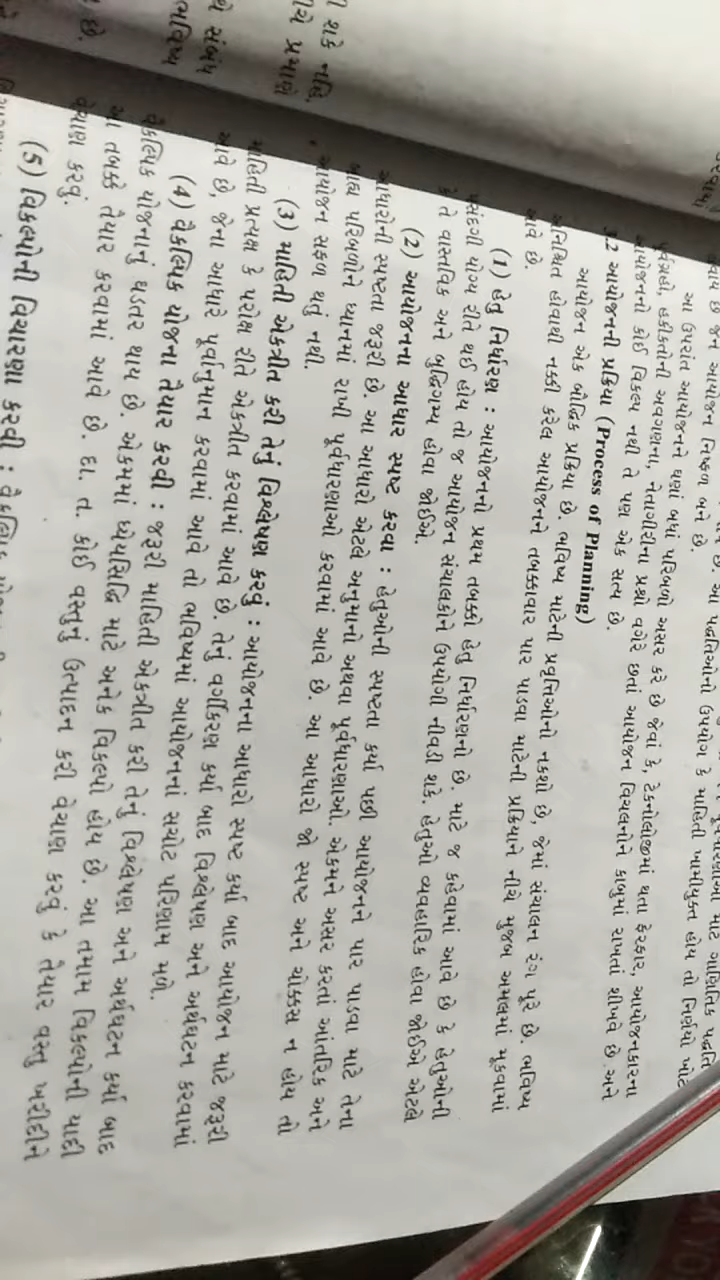 આ ઉપરાંત આયોજનને ઘણાં બધાં પરિબળો અસર કરે છે જેવાં કે, ટેકનોલોજીમાં થતા ફેરફાર, આયોજનકારના
પૂર્વગ્રહો, હકીકતોની અવગણના, નેતાગીરીના પ્રશ્નો વગેરે છતાં આયોજન વિચલનોને કાબૂમાં રાખતાં શીખવે છે અને
આયોજનનો કોઈ વિકલ્પ નથી તે પણ એક સત્ય છે.
3.2 આયોજનની પ્રક્રિયા (Process of Planning)
આયોજન એક બૌદ્ધિક પ્રક્રિયા છે. ભવિષ્ય માટેની પ્રવૃત્તિઓનો નકશો છે, જેમાં સંચાલન રંગ પૂરે છે. ભવિષ્ય
અનિશ્ચિત હોવાથી નક્કી કરેલ આયોજનને તબક્કાવાર પાર પાડવા માટેની પ્રક્રિયાને નીચે મુજબ અમલમાં મૂકવામાં
આવે છે.
(1) હેતુ નિર્ધારણ : આયોજનનો પ્રથમ તબક્કો હેતુ નિર્ધારણનો છે. માટે જ કહેવામાં આવે છે કે હેતુઓની
પસંદગી યોગ્ય રીતે થઈ હોય તો જ આયોજન સંચાલકોને ઉપયોગી નીવડી શકે. હેતુઓ વ્યવહારિક હોવા જોઈએ એટલે
કે તે વાસ્તવિક અને બુદ્ધિગમ્ય હોવા જોઈએ.
(2) આયોજનના આધાર સ્પષ્ટ કરવા : હેતુઓની સ્પષ્ટતા કર્યા પછી આયોજનને પાર પાડવા માટે તેના
આધારોની સ્પષ્ટતા જરૂરી છે. આ આધારો એટલે અનુમાનો અથવા પૂર્વધારણાઓ. એકમને અસર કરતા આંતરિક અને
બાહ્ય પરિબળોને ધ્યાનમાં રાખી પૂર્વધારણાઓ કરવામાં આવે છે. આ આધારો જો સ્પષ્ટ અને ચોક્કસ ન હોય તો
આયોજન સફળ થતું નથી.
(3) માહિતી એકત્રીત કરી તેનું વિશ્લેષણ કરવું : આયોજનના આધારો સ્પષ્ટ કર્યા બાદ આયોજન માટે જરૂરી
માહિતી પ્રત્યક્ષ કે પરોક્ષ રીતે એકત્રીત કરવામાં આવે છે. તેનું વર્ગીકરણ કર્યા બાદ વિશ્લેષણ અને અર્થઘટન કરવામાં
આવે છે, જેના આધારે પૂર્વાનુમાન કરવામાં આવે તો ભવિષ્યમાં આયોજનનાં સચોટ પરિણામ મળે.
(4) વૈકલ્પિક યોજના તૈયાર કરવી : જરૂરી માહિતી એકત્રીત કરી તેનું વિશ્લેષણ અને અર્થઘટન કર્યા બાદ
વૈકલ્પિક યોજનાનું ઘડતર થાય છે. એકમમાં ધ્યેયસિદ્ધિ માટે અનેક વિકલ્પો હોય છે. આ તમામ વિકલ્પોની યાદી
આ તબક્કે તૈયાર કરવામાં આવે છે. દા. ત. કોઈ વસ્તુનું ઉત્પાદન કરી વેચાણ કરવું કે તૈયાર વસ્તુ ખરીદીને
વેચાણ કરવું.
(5) વિકલ્પોની વિચારણા કરવી :